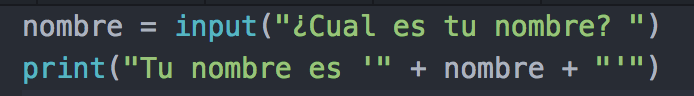 nombre = input("¿Cual es tu nombre? ")
print("Tu nombre es '" + nombre + "'")